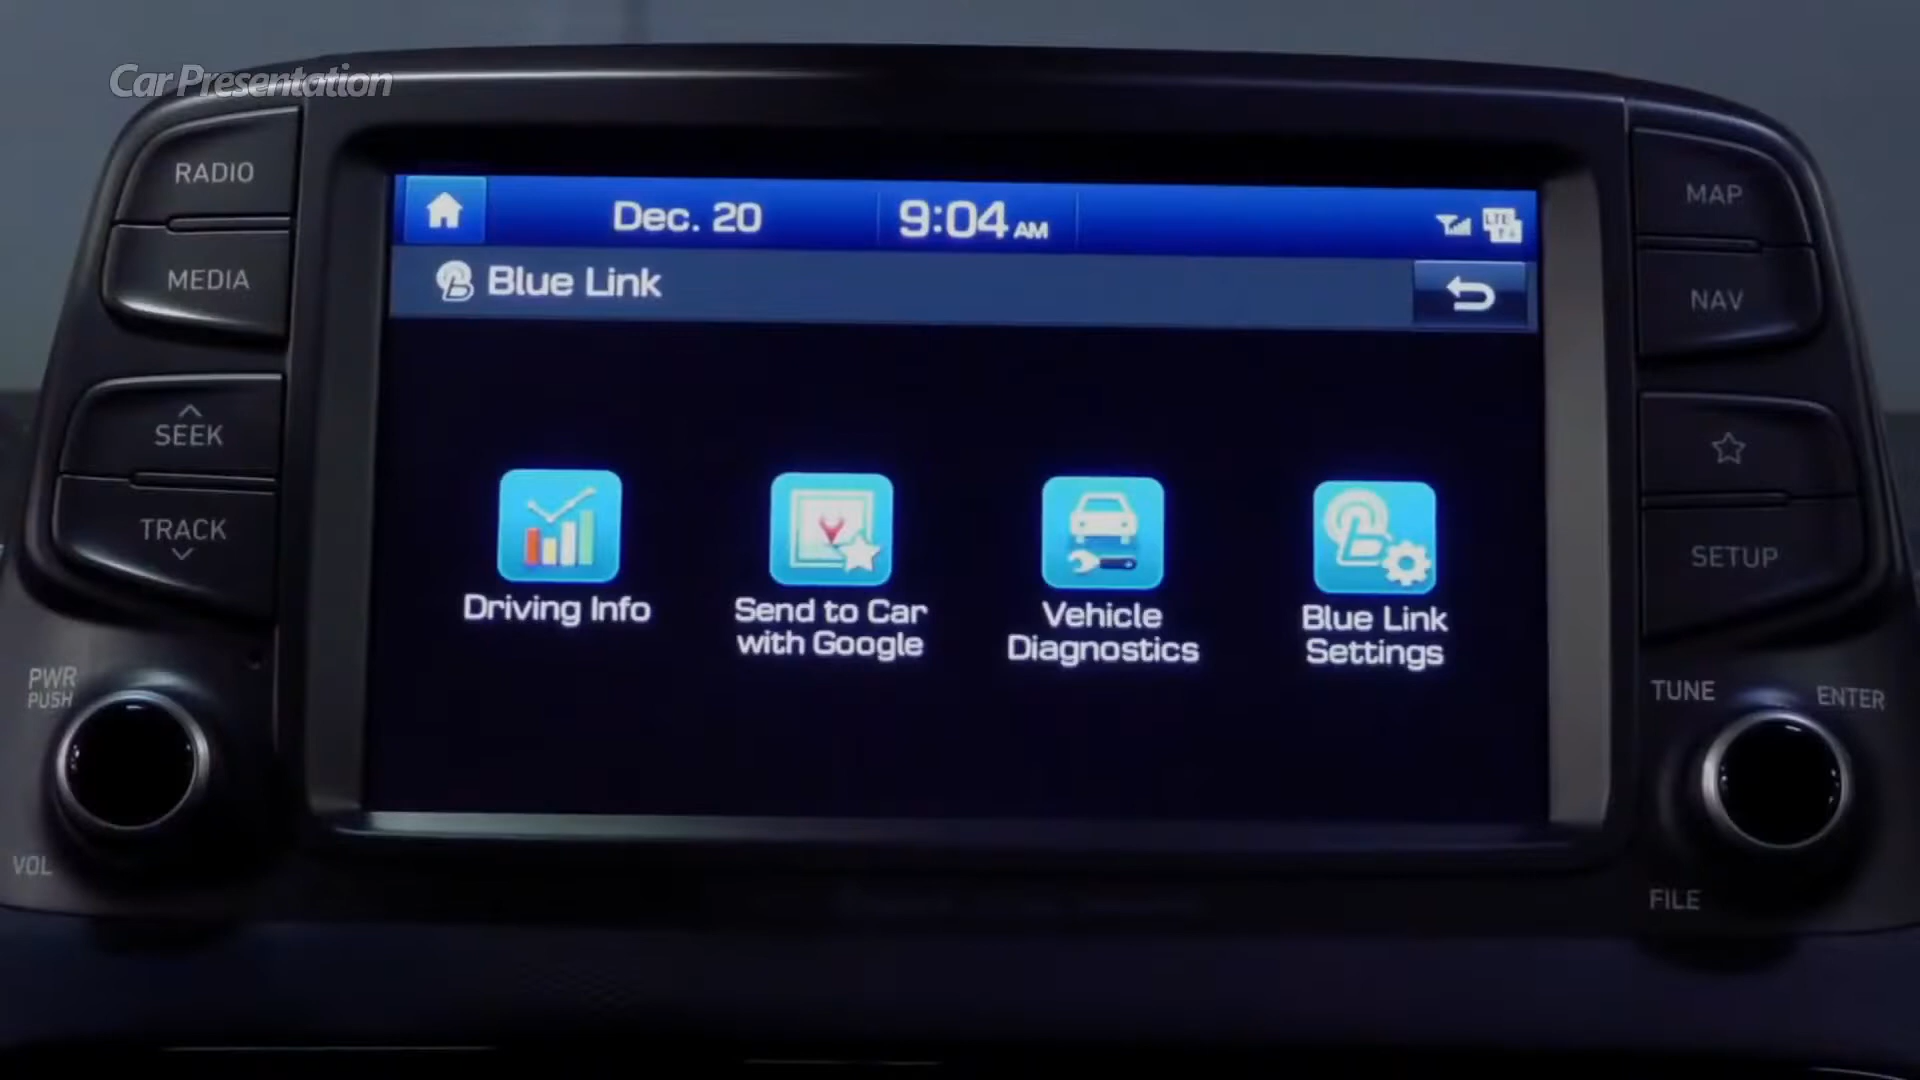 Car Presentation
RADIO
MEDIA
SEEK
TRACK
PWR
PUSH
VOL
Dec. 20
9:04 AM
LTE
Blue Link
Driving Info
Send to Car
with Google
Vehicle
Diagnostics
Blue Link
Settings
MAP
NAV
SETUP
TUNE
ENTER
FILE